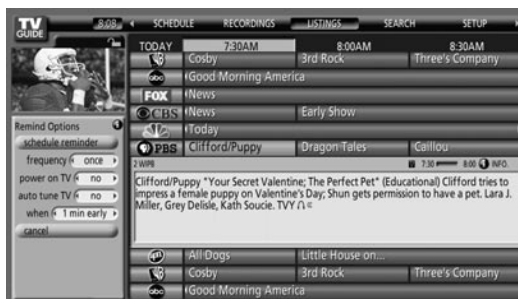 TV GUIDE
8:08
SCHEDULE RECORDINGS LISTINGS SEARCH SETUP
TODAY 7:30AM 8:00AM 8:30AM
Cosby 3rd Rock Three's Company
abc Good Morning America
FOX News
CBS News Early Show
Today
PBS Clifford/Puppy Dragon Tales Caillou
2 WIPB 7:30 8:00 INFO.
Clifford/Puppy "Your Secret Valentine; The Perfect Pet" (Educational) Clifford tries to
impress a female puppy on Valentine's Day; Shun gets permission to have a pet. Lara J.
Miller, Grey Delisle, Kath Soucie. TVY
All Dogs Little House on...
Cosby 3rd Rock Three's Company
abc Good Morning America
Remind Options
schedule reminder
frequency once
power on TV no
auto tune TV no
when 1 min early
cancel